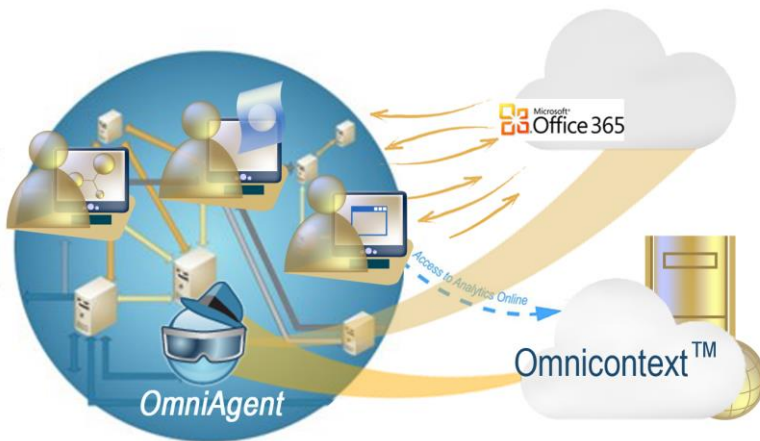 Microsoft®
Office 365
Access to Analytics Online
Omnicontext™
OmniAgent